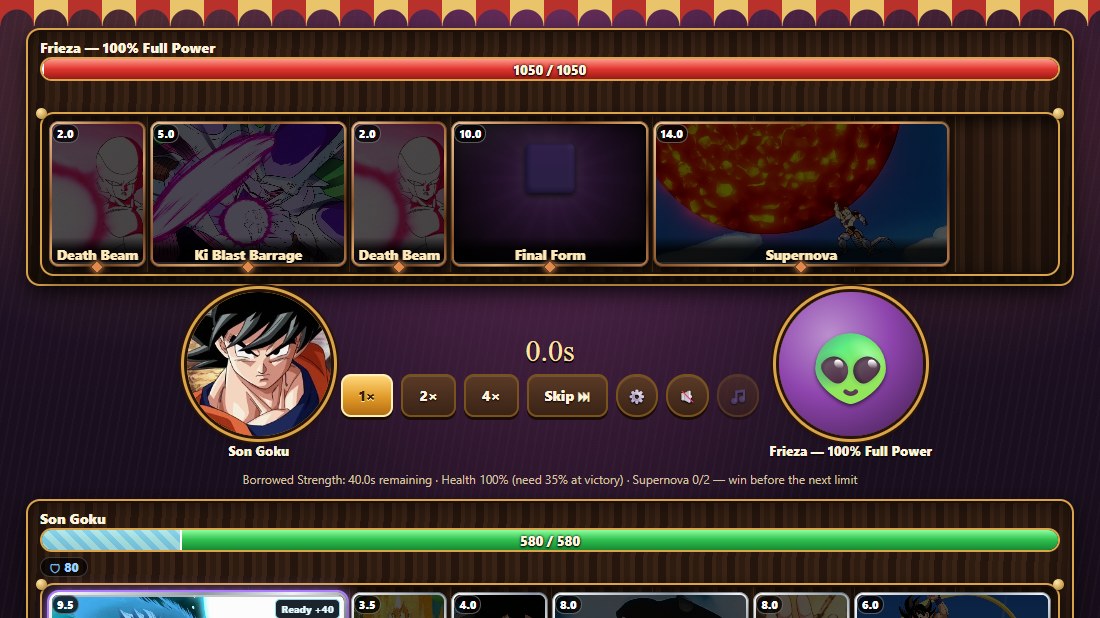 Frieza — 100% Full Power
1050 / 1050
2.0
5.0
2.0
10.0
14.0
Death Beam
Ki Blast Barrage
Death Beam
Final Form
Supernova
0.0s
1×
2×
4×
Skip
Son Goku
Frieza — 100% Full Power
Borrowed Strength: 40.0s remaining · Health 100% (need 35% at victory) · Supernova 0/2 — win before the next limit
Son Goku
580 / 580
80
9.5
Ready +40
3.5
4.0
8.0
8.0
6.0